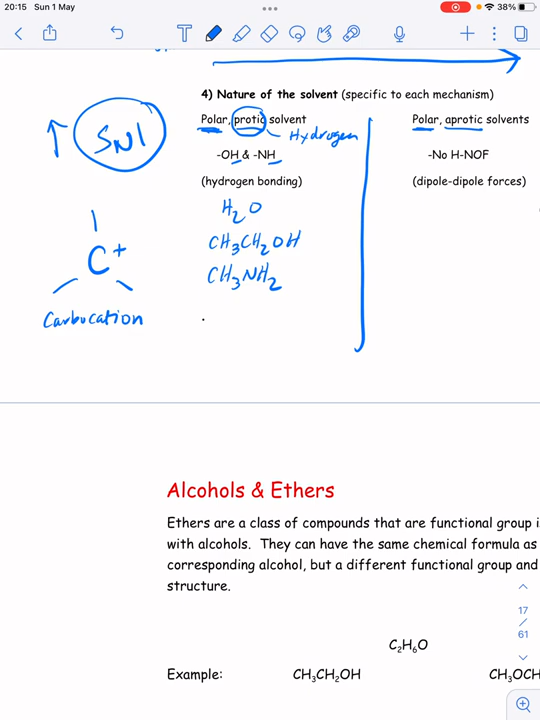 20:15 Sun 1 May
38%
4) Nature of the solvent (specific to each mechanism)
Polar, protic solvent
Polar, aprotic solvents
Hydrogen
SN1
-OH & -NH
-No H-NOF
(hydrogen bonding)
(dipole-dipole forces)
H2O
CH3CH2OH
C+
CH3NH2
Carbocation
Alcohols & Ethers
Ethers are a class of compounds that are functional group i
with alcohols. They can have the same chemical formula as
corresponding alcohol, but a different functional group and
structure.
17
/
61
C2H6O
Example: CH3CH2OH CH3OCH